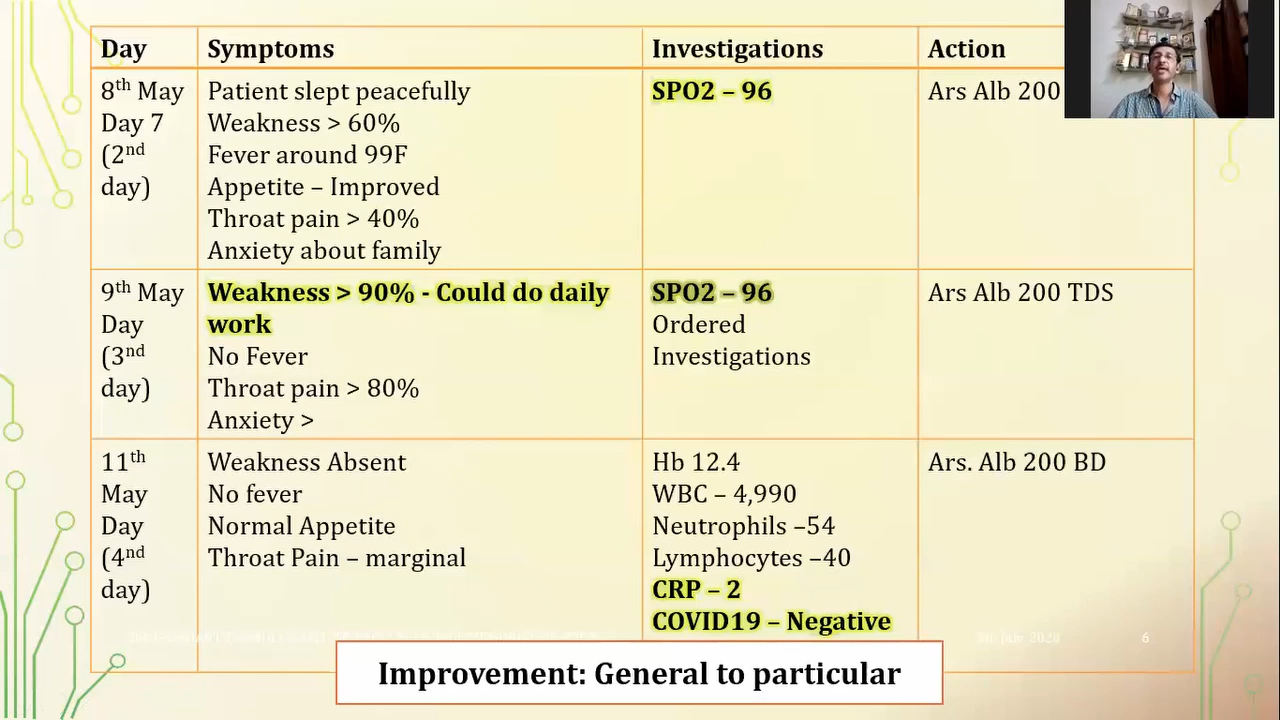 Day Symptoms Investigations Action
8th May Patient slept peacefully SPO2 – 96 Ars Alb 200
Day 7 Weakness > 60%
(2nd Fever around 99F
day) Appetite – Improved
Throat pain > 40%
Anxiety about family
9th May Weakness > 90% - Could do daily SPO2 – 96 Ars Alb 200 TDS
Day work Ordered
(3nd No Fever Investigations
day) Throat pain > 80%
Anxiety >
11th Weakness Absent Hb 12.4 Ars. Alb 200 BD
May No fever WBC – 4,990
Day Normal Appetite Neutrophils –54
(4nd Throat Pain – marginal Lymphocytes –40
day) CRP – 2
COVID19 – Negative
6
Improvement: General to particular